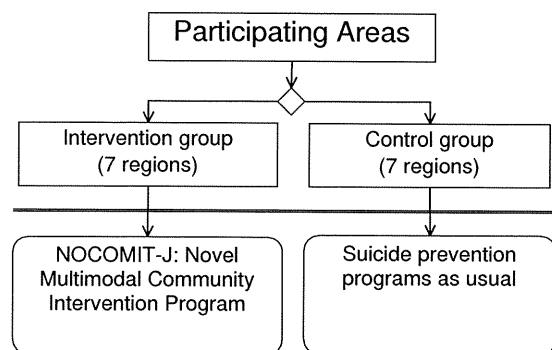 Participating Areas
Intervention group
(7 regions)
Control group
(7 regions)
NOCOMIT-J: Novel
Multimodal Community
Intervention Program
Suicide prevention
programs as usual